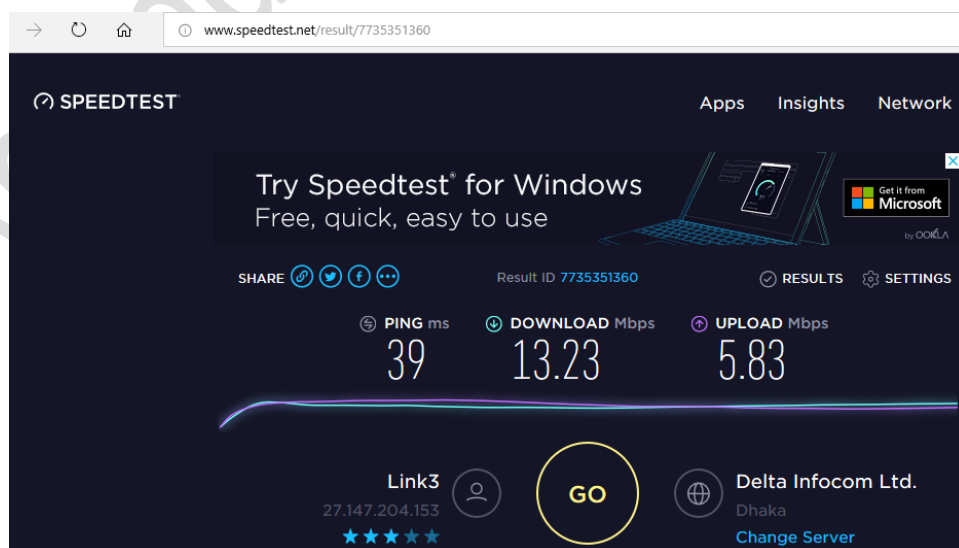 www.speedtest.net/result/7735351360
SPEEDTEST
Apps Insights Network
Try Speedtest® for Windows
Free, quick, easy to use
Get it from
Microsoft
by OOKLA
SHARE
Result ID 7735351360
RESULTS SETTINGS
PING ms DOWNLOAD Mbps UPLOAD Mbps
39 13.23 5.83
Link3
27.147.204.153
GO
Delta Infocom Ltd.
Dhaka
Change Server